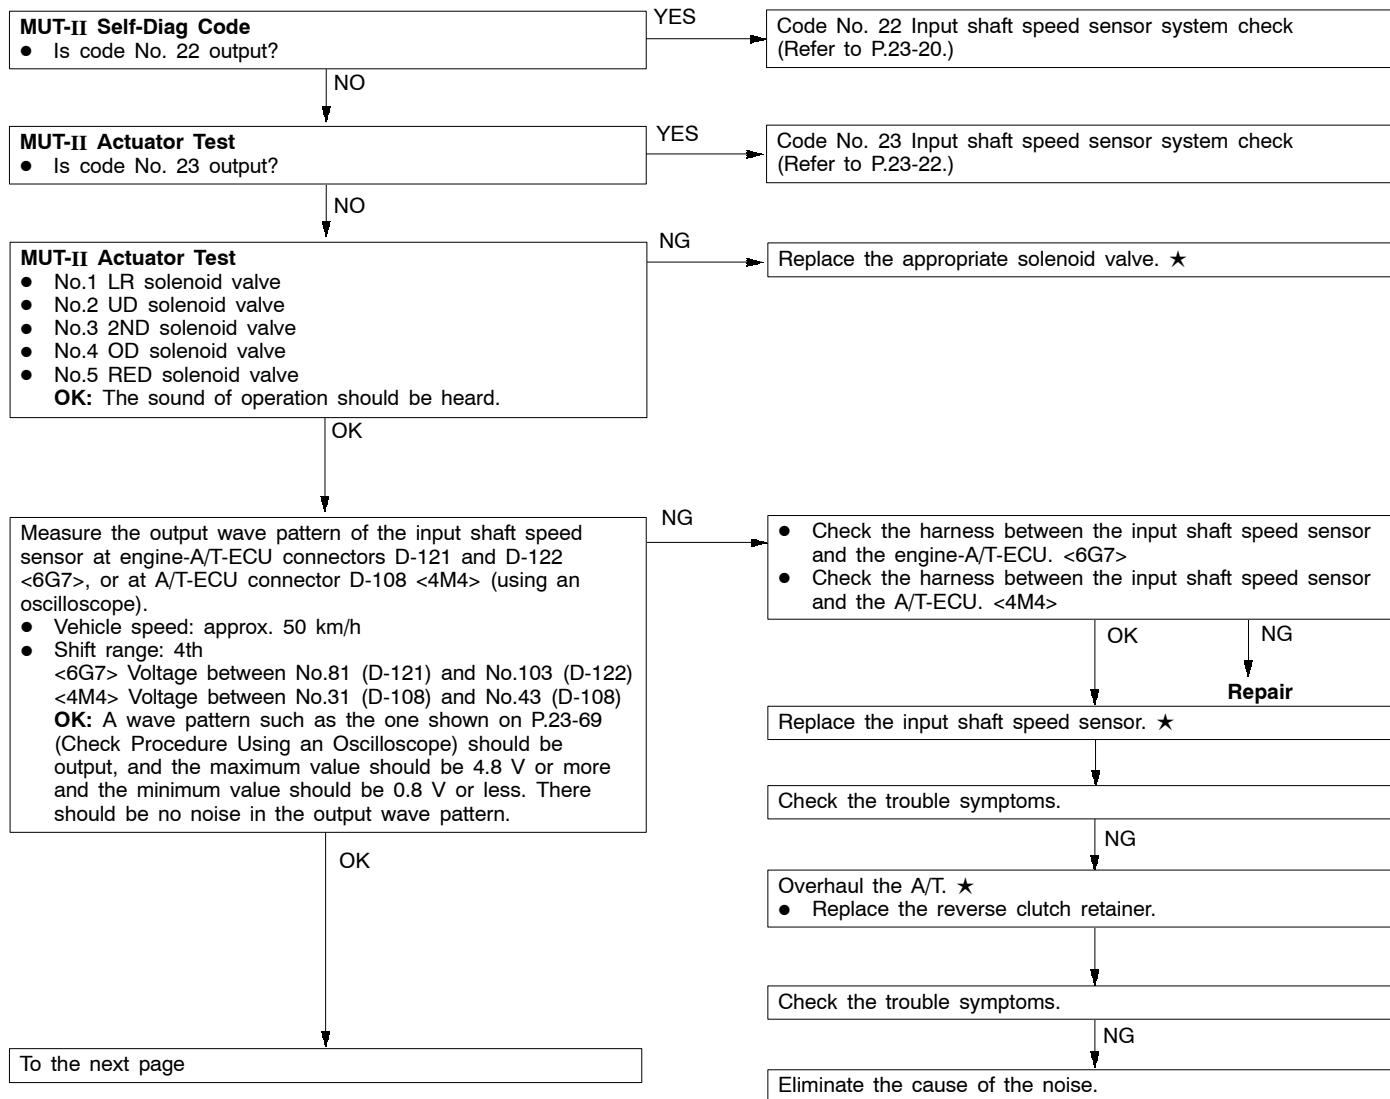 MUT-II Self-Diag Code
● Is code No. 22 output?
YES
Code No. 22 Input shaft speed sensor system check
(Refer to P.23-20.)
NO
MUT-II Actuator Test
● Is code No. 23 output?
YES
Code No. 23 Input shaft speed sensor system check
(Refer to P.23-22.)
NO
MUT-II Actuator Test
● No.1 LR solenoid valve
● No.2 UD solenoid valve
● No.3 2ND solenoid valve
● No.4 OD solenoid valve
● No.5 RED solenoid valve
OK: The sound of operation should be heard.
NG
Replace the appropriate solenoid valve. ★
OK
Measure the output wave pattern of the input shaft speed
sensor at engine-A/T-ECU connectors D-121 and D-122
<6G7>, or at A/T-ECU connector D-108 <4M4> (using an
oscilloscope).
● Vehicle speed: approx. 50 km/h
● Shift range: 4th
<6G7> Voltage between No.81 (D-121) and No.103 (D-122)
<4M4> Voltage between No.31 (D-108) and No.43 (D-108)
OK: A wave pattern such as the one shown on P.23-69
(Check Procedure Using an Oscilloscope) should be
output, and the maximum value should be 4.8 V or more
and the minimum value should be 0.8 V or less. There
should be no noise in the output wave pattern.
NG
● Check the harness between the input shaft speed sensor
and the engine-A/T-ECU. <6G7>
● Check the harness between the input shaft speed sensor
and the A/T-ECU. <4M4>
OK
NG
Repair
Replace the input shaft speed sensor. ★
Check the trouble symptoms.
NG
Overhaul the A/T. ★
● Replace the reverse clutch retainer.
Check the trouble symptoms.
NG
Eliminate the cause of the noise.
OK
To the next page